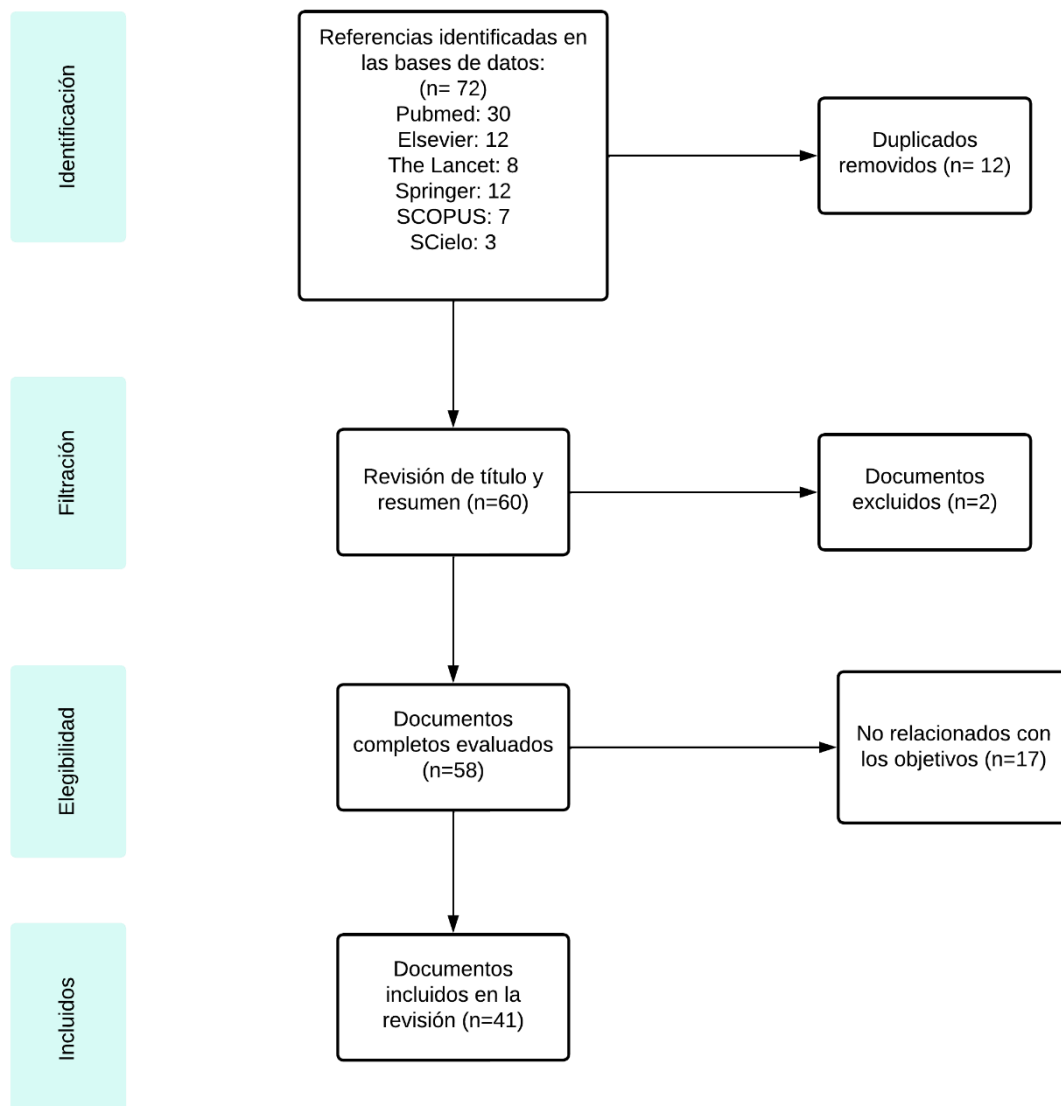 Identificación
Referencias identificadas en
las bases de datos:
(n= 72)
Pubmed: 30
Elsevier: 12
The Lancet: 8
Springer: 12
SCOPUS: 7
SCielo: 3
Duplicados
removidos (n= 12)
Filtración
Revisión de título y
resumen (n=60)
Documentos
excluidos (n=2)
Elegibilidad
Documentos
completos evaluados
(n=58)
No relacionados con
los objetivos (n=17)
Incluidos
Documentos
incluidos en la
revisión (n=41)